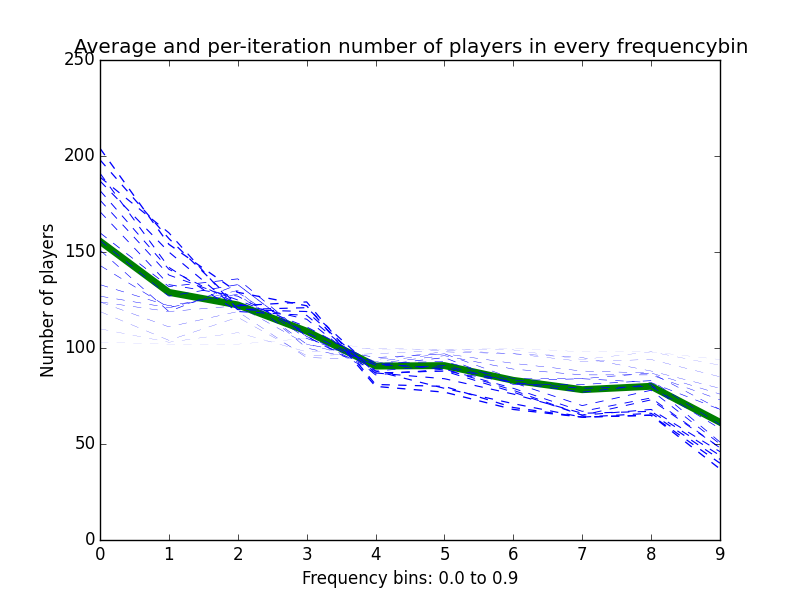 Average and per-iteration number of players in every frequencybin
250
200
150
100
50
0
Number of players
0 1 2 3 4 5 6 7 8 9
Frequency bins: 0.0 to 0.9